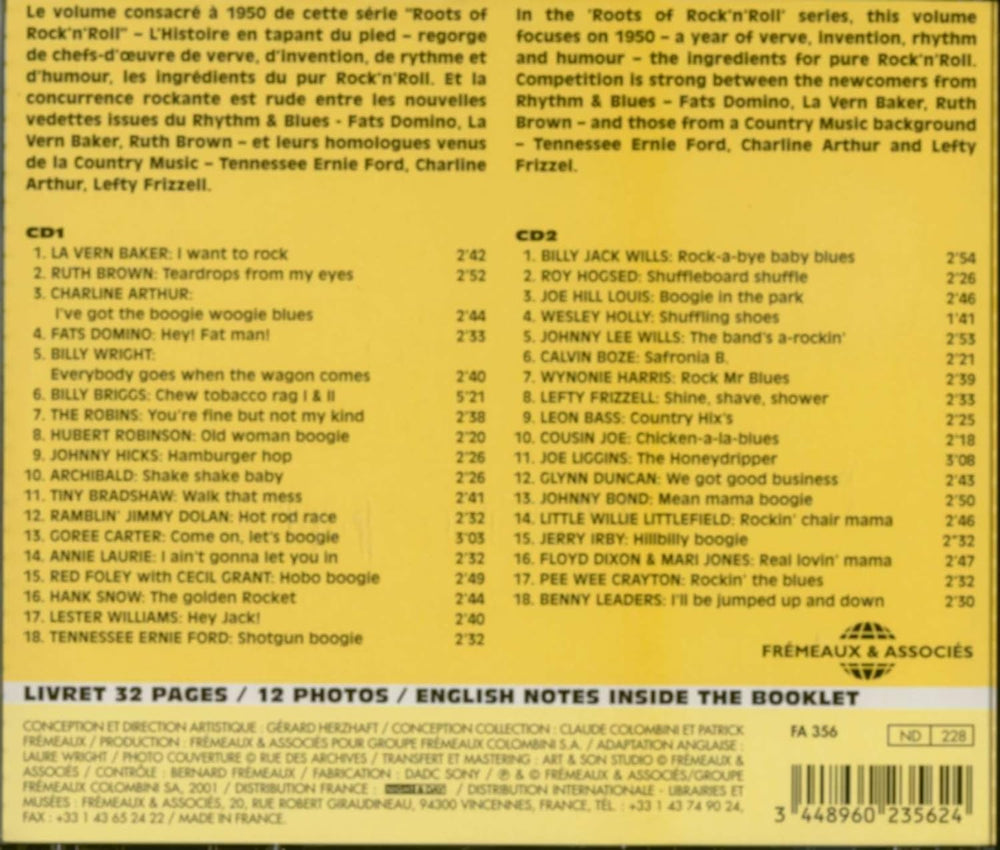 Le volume consacré à 1950 de cette série "Roots of
Rock'n'Roll" – L'Histoire en tapant du pied – regorge
de chefs-d'œuvre de verve, d'invention, de rythme et
d'humour, les ingrédients du pur Rock'n'Roll. Et la
concurrence rockante est rude entre les nouvelles
vedettes issues du Rhythm & Blues - Fats Domino, La
Vern Baker, Ruth Brown – et leurs homologues venus
de la Country Music – Tennessee Ernie Ford, Charline
Arthur, Lefty Frizzell.
In the 'Roots of Rock'n'Roll' series, this volume
focuses on 1950 – a year of verve, invention, rhythm
and humour – the ingredients for pure Rock'n'Roll.
Competition is strong between the newcomers from
Rhythm & Blues – Fats Domino, La Vern Baker, Ruth
Brown – and those from a Country Music background
– Tennessee Ernie Ford, Charline Arthur and Lefty
Frizzel.
CD1
1. LA VERN BAKER: I want to rock 2'42
2. RUTH BROWN: Teardrops from my eyes 2'52
3. CHARLINE ARTHUR:
I've got the boogie woogie blues 2'44
4. FATS DOMINO: Hey! Fat man! 2'33
5. BILLY WRIGHT:
Everybody goes when the wagon comes 2'40
6. BILLY BRIGGS: Chew tobacco rag I & II 5'21
7. THE ROBINS: You're fine but not my kind 2'38
8. HUBERT ROBINSON: Old woman boogie 2'20
9. JOHNNY HICKS: Hamburger hop 2'26
10. ARCHIBALD: Shake shake baby 2'26
11. TINY BRADSHAW: Walk that mess 2'41
12. RAMBLIN' JIMMY DOLAN: Hot rod race 2'32
13. GOREE CARTER: Come on, let's boogie 3'03
14. ANNIE LAURIE: I ain't gonna let you in 2'32
15. RED FOLEY with CECIL GRANT: Hobo boogie 2'49
16. HANK SNOW: The golden Rocket 2'44
17. LESTER WILLIAMS: Hey Jack! 2'40
18. TENNESSEE ERNIE FORD: Shotgun boogie 2'32
CD2
1. BILLY JACK WILLS: Rock-a-bye baby blues 2'54
2. ROY HOGSED: Shuffleboard shuffle 2'26
3. JOE HILL LOUIS: Boogie in the park 2'46
4. WESLEY HOLLY: Shuffling shoes 1'41
5. JOHNNY LEE WILLS: The band's a-rockin' 2'53
6. CALVIN BOZE: Safronia B. 2'21
7. WYNONIE HARRIS: Rock Mr Blues 2'39
8. LEFTY FRIZZELL: Shine, shave, shower 2'33
9. LEON BASS: Country Hix's 2'25
10. COUSIN JOE: Chicken-a-la-blues 2'18
11. JOE LIGGINS: The Honeydripper 3'08
12. GLYNN DUNCAN: We got good business 2'43
13. JOHNNY BOND: Mean mama boogie 2'50
14. LITTLE WILLIE LITTLEFIELD: Rockin' chair mama 2'46
15. JERRY IRBY: Hillbilly boogie 2"32
16. FLOYD DIXON & MARI JONES: Real lovin' mama 2'47
17. PEE WEE CRAYTON: Rockin' the blues 2'32
18. BENNY LEADERS: I'll be jumped up and down 2'30
FRÉMEAUX & ASSOCIÉS
LIVRET 32 PAGES / 12 PHOTOS / ENGLISH NOTES INSIDE THE BOOKLET
CONCEPTION ET DIRECTION ARTISTIQUE : GÉRARD HERZHAFT / CONCEPTION COLLECTION : CLAUDE COLOMBINI ET PATRICK
FRÉMEAUX / PRODUCTION : FRÉMEAUX & ASSOCIÉS POUR GROUPE FRÉMEAUX COLOMBINI S.A. / ADAPTATION ANGLAISE :
LAURE WRIGHT / PHOTO COUVERTURE © RUE DES ARCHIVES / TRANSFERT ET MASTERING : ART & SON STUDIO © FRÉMEAUX &
ASSOCIÉS / CONTRÔLE : BERNARD FRÉMEAUX / FABRICATION : DADC SONY / ℗ & © FRÉMEAUX & ASSOCIÉS/GROUPE
FRÉMEAUX COLOMBINI SA, 2001 / DISTRIBUTION FRANCE : / DISTRIBUTION INTERNATIONALE - LIBRAIRIES ET
MUSÉES : FRÉMEAUX & ASSOCIÉS, 20, RUE ROBERT GIRAUDINEAU, 94300 VINCENNES, FRANCE, TÉL. : +33 1 43 74 90 24,
FAX : +33 1 43 65 24 22 / MADE IN FRANCE.
FA 356
ND 228
3 448960 235624